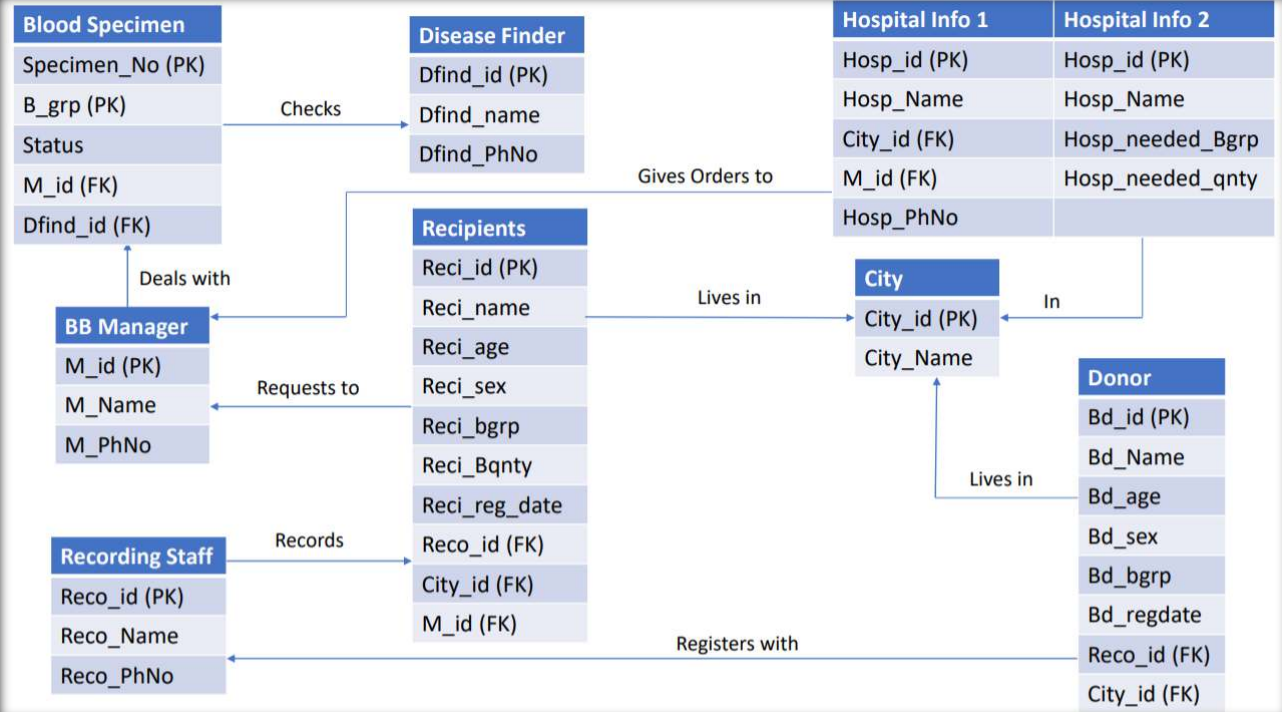 Blood Specimen
Specimen_No (PK)
B_grp (PK)
Status
M_id (FK)
Dfind_id (FK)
Checks
Disease Finder
Dfind_id (PK)
Dfind_name
Dfind_PhNo
Hospital Info 1 Hospital Info 2
Hosp_id (PK) Hosp_id (PK)
Hosp_Name Hosp_Name
City_id (FK) Hosp_needed_Bgrp
M_id (FK) Hosp_needed_qnty
Hosp_PhNo
Gives Orders to
Deals with
BB Manager
M_id (PK)
M_Name
M_PhNo
Requests to
Recipients
Reci_id (PK)
Reci_name
Reci_age
Reci_sex
Reci_bgrp
Reci_Bqnty
Reci_reg_date
Reco_id (FK)
City_id (FK)
M_id (FK)
Lives in
City
City_id (PK)
City_Name
In
Lives in
Donor
Bd_id (PK)
Bd_Name
Bd_age
Bd_sex
Bd_bgrp
Bd_regdate
Reco_id (FK)
City_id (FK)
Recording Staff
Reco_id (PK)
Reco_Name
Reco_PhNo
Records
Registers with